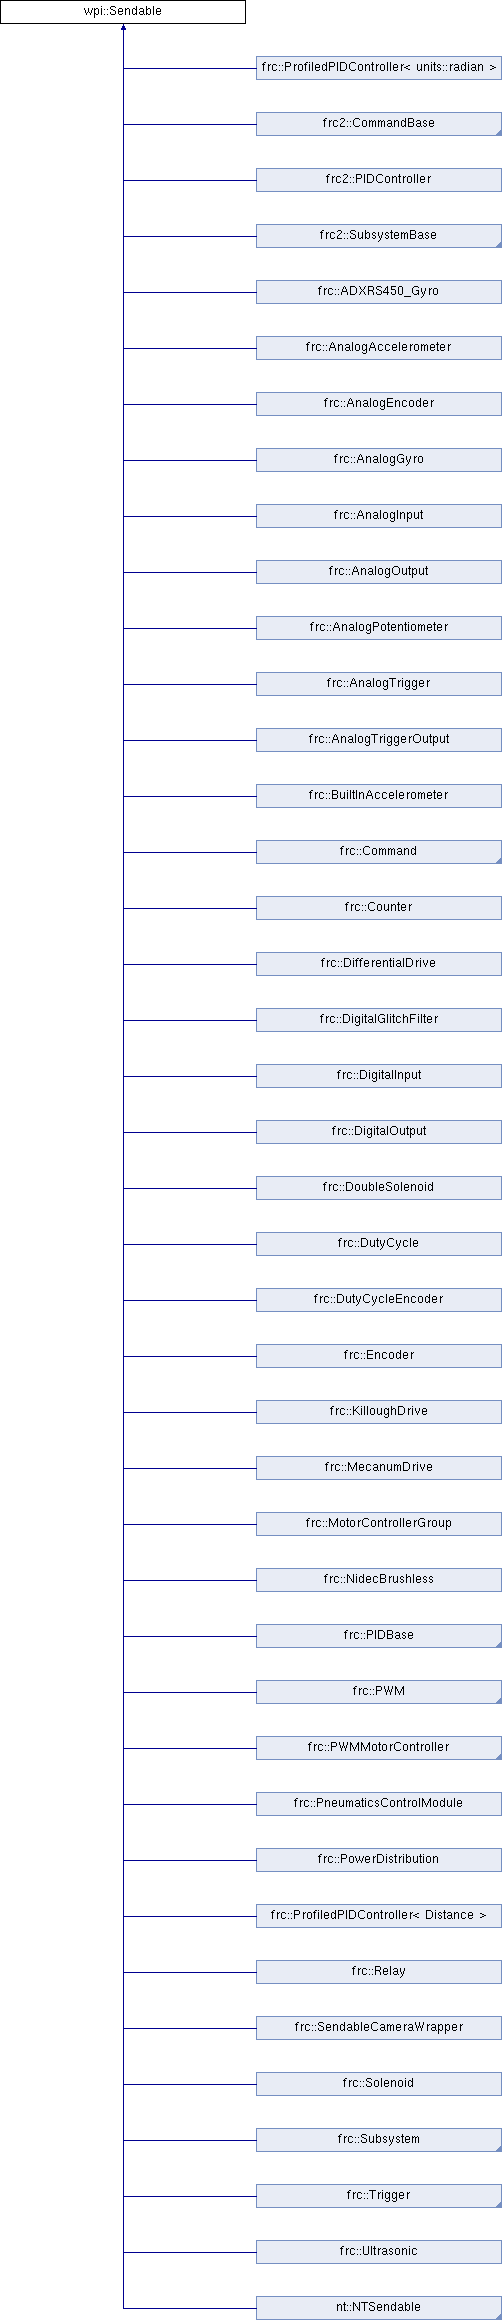 wpi::Sendable
frc::ProfiledPIDController< units::radian >
frc2::CommandBase
frc2::PIDController
frc2::SubsystemBase
frc::ADXRS450_Gyro
frc::AnalogAccelerometer
frc::AnalogEncoder
frc::AnalogGyro
frc::AnalogInput
frc::AnalogOutput
frc::AnalogPotentiometer
frc::AnalogTrigger
frc::AnalogTriggerOutput
frc::BuiltInAccelerometer
frc::Command
frc::Counter
frc::DifferentialDrive
frc::DigitalGlitchFilter
frc::DigitalInput
frc::DigitalOutput
frc::DoubleSolenoid
frc::DutyCycle
frc::DutyCycleEncoder
frc::Encoder
frc::KilloughDrive
frc::MecanumDrive
frc::MotorControllerGroup
frc::NidecBrushless
frc::PIDBase
frc::PWM
frc::PWMMotorController
frc::PneumaticsControlModule
frc::PowerDistribution
frc::ProfiledPIDController< Distance >
frc::Relay
frc::SendableCameraWrapper
frc::Solenoid
frc::Subsystem
frc::Trigger
frc::Ultrasonic
nt::NTSendable